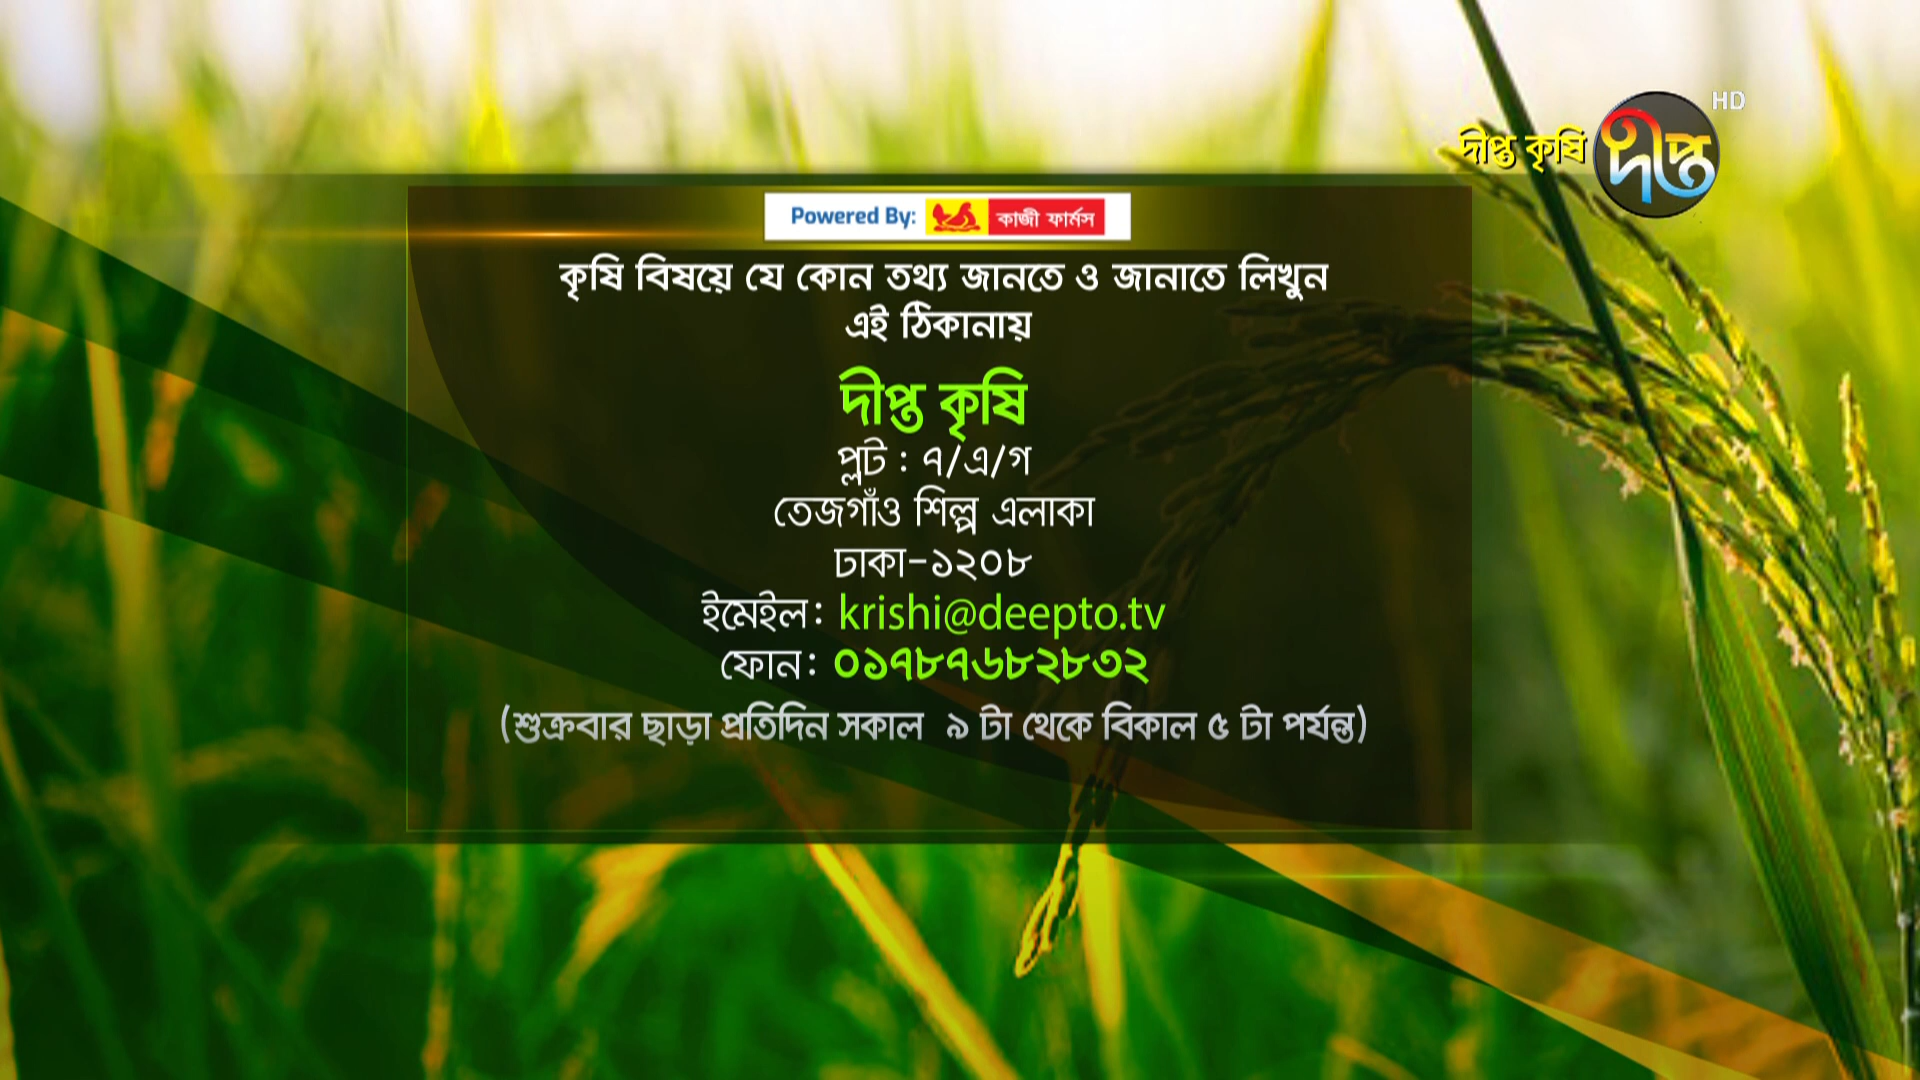 দীপ্ত কৃষি
দীপ্ত
HD
Powered By: কাজী ফার্মস
কৃষি বিষয়ে যে কোন তথ্য জানতে ও জানাতে লিখুন
এই ঠিকানায়
দীপ্ত কৃষি
প্লট : ৭/এ/গ
তেজগাঁও শিল্প এলাকা
ঢাকা-১২০৮
ইমেইল: krishi@deepto.tv
ফোন: ০১৭৮৭৬৮২৮৩২
(শুক্রবার ছাড়া প্রতিদিন সকাল ৯ টা থেকে বিকাল ৫ টা পর্যন্ত)